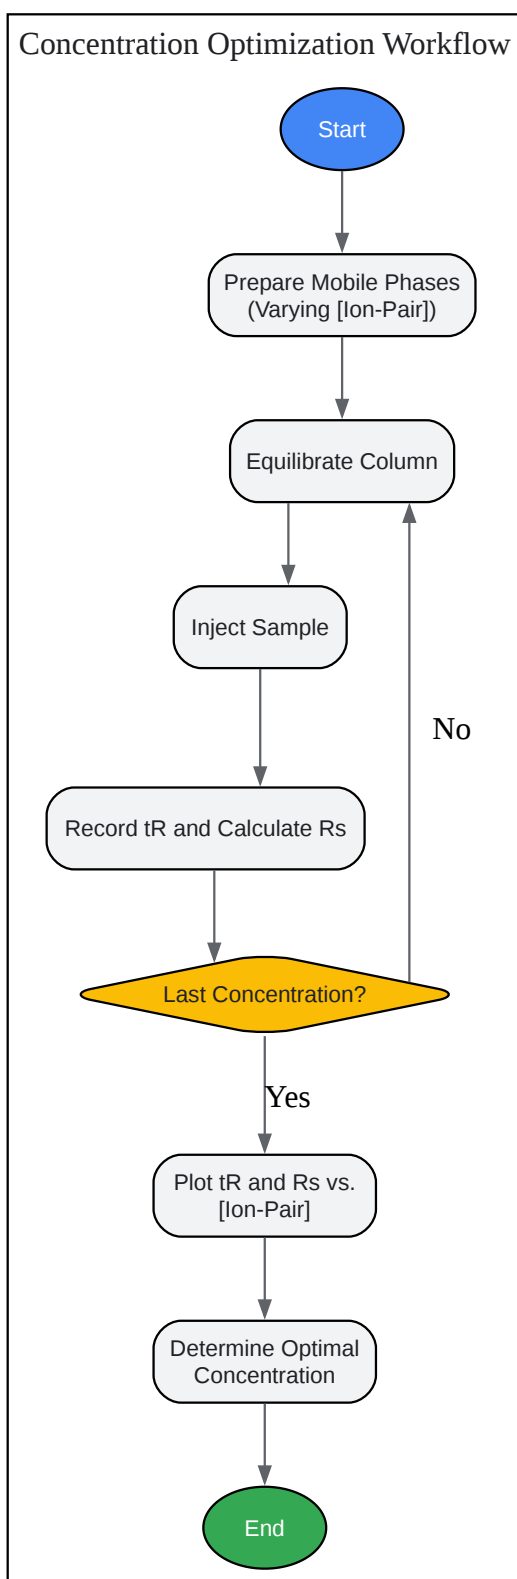 Concentration Optimization Workflow
Start
Prepare Mobile Phases
(Varying [Ion-Pair])
Equilibrate Column
Inject Sample
No
Record tR and Calculate Rs
Last Concentration?
Yes
Plot tR and Rs vs.
[Ion-Pair]
Determine Optimal
Concentration
End